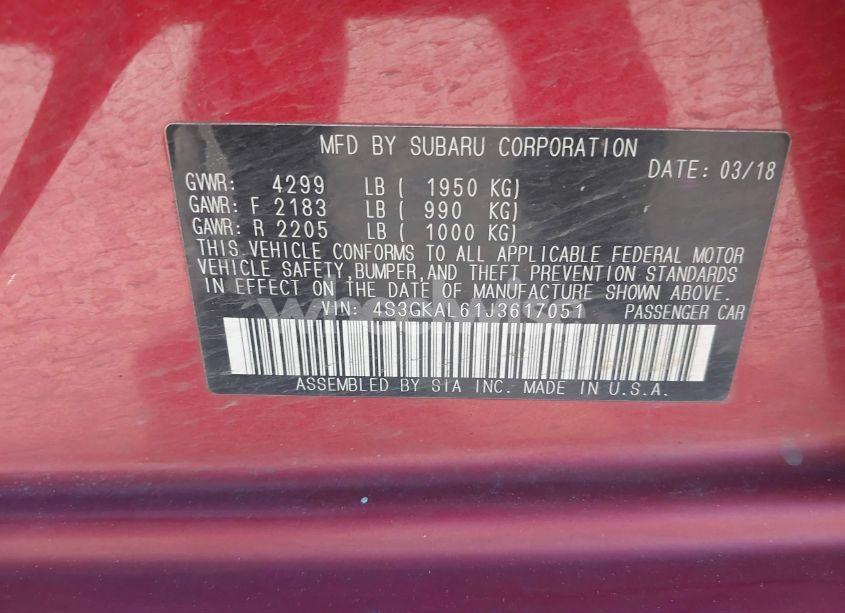 MFD BY SUBARU CORPORATION
DATE: 03/18
GVWR: 4299 LB ( 1950 KG)
GAWR: F 2183 LB ( 990 KG)
GAWR: R 2205 LB ( 1000 KG)
THIS VEHICLE CONFORMS TO ALL APPLICABLE FEDERAL MOTOR
VEHICLE SAFETY,BUMPER,AND THEFT PREVENTION STANDARDS
IN EFFECT ON THE DATE OF MANUFACTURE SHOWN ABOVE.
VIN: 4S3GKAL61J3617051 PASSENGER CAR
ASSEMBLED BY SIA INC. MADE IN U.S.A.